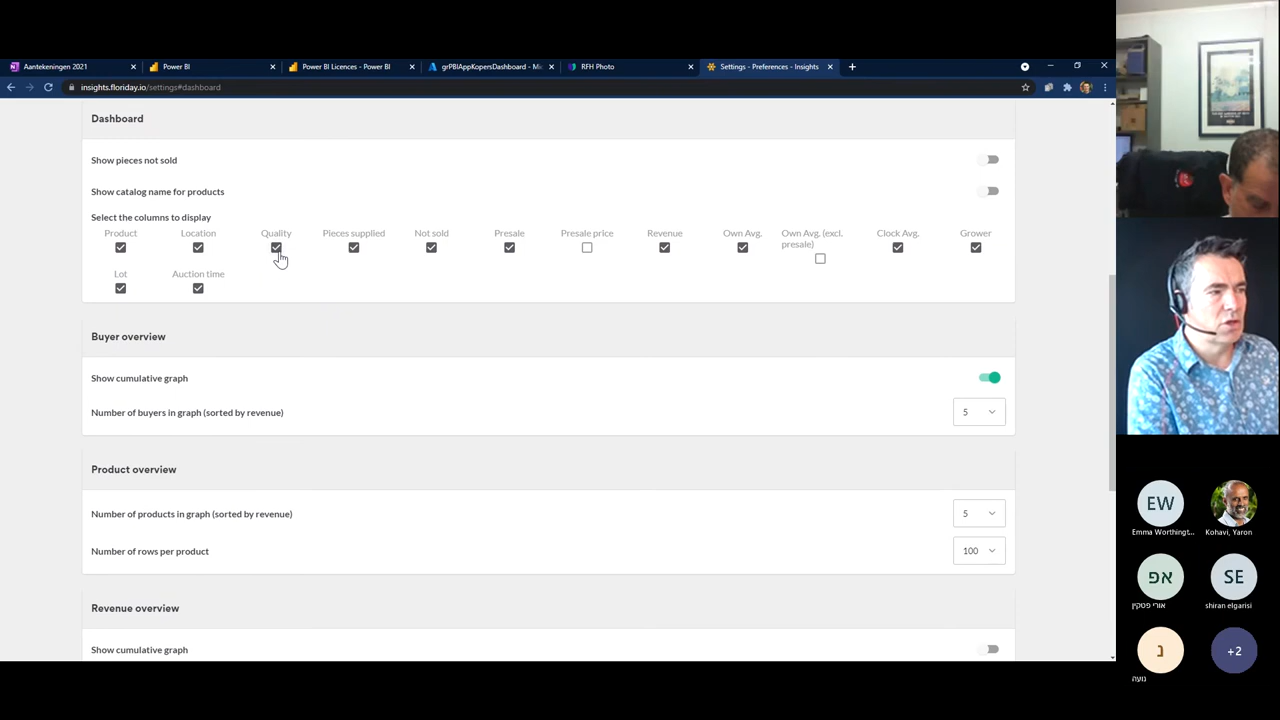 Aantekeningen 2021
Power BI
Power BI Licences - Power BI
grPBIAppKopersDashboard - Mic
RFH Photo
Settings - Preferences - Insights
insights.floriday.io/settings#dashboard
Dashboard
Show pieces not sold
Show catalog name for products
Select the columns to display
Product
Location
Quality
Pieces supplied
Not sold
Presale
Presale price
Revenue
Own Avg.
Own Avg. (excl.
presale)
Clock Avg.
Grower
Lot
Auction time
Buyer overview
Show cumulative graph
Number of buyers in graph (sorted by revenue)
5
Product overview
Number of products in graph (sorted by revenue)
5
Number of rows per product
100
Revenue overview
Show cumulative graph
EW
Emma Worthingt...
Kohavi, Yaron
אפ
אורי פטקין
SE
shiran elgarisi
נ
נועה
+2